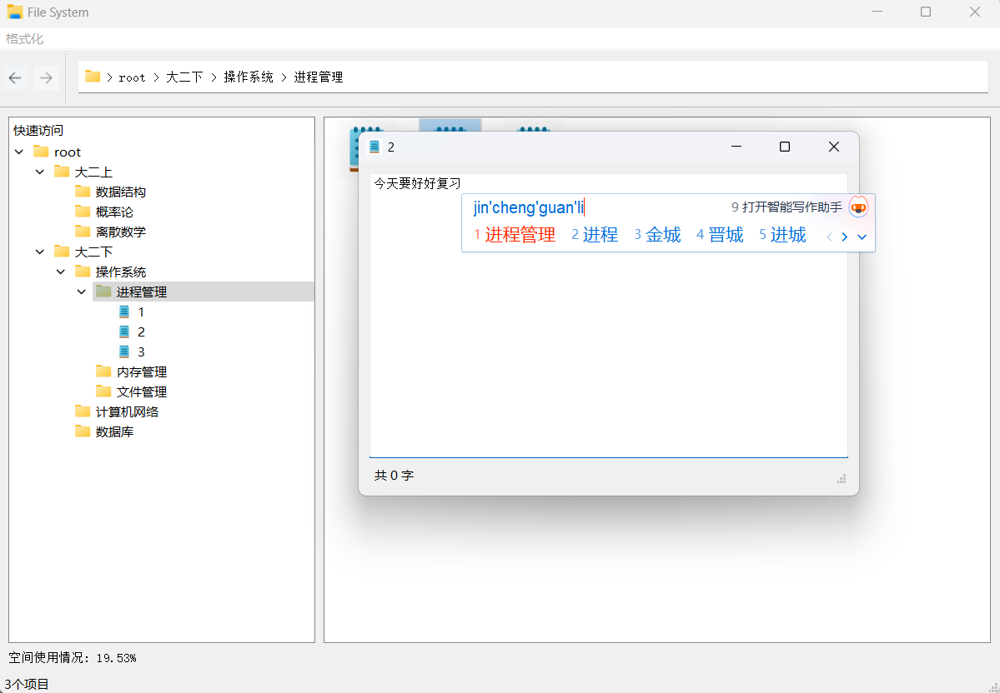 File System
格式化
root > 大二下 > 操作系统 > 进程管理
快速访问
root
大二上
数据结构
概率论
离散数学
大二下
操作系统
进程管理
1
2
3
内存管理
文件管理
计算机网络
数据库
2
今天要好好复习
jin'cheng'guan'li
9 打开智能写作助手
1 进程管理 2 进程 3 金城 4 晋城 5 进城
共 0 字
空间使用情况: 19.53%
3个项目